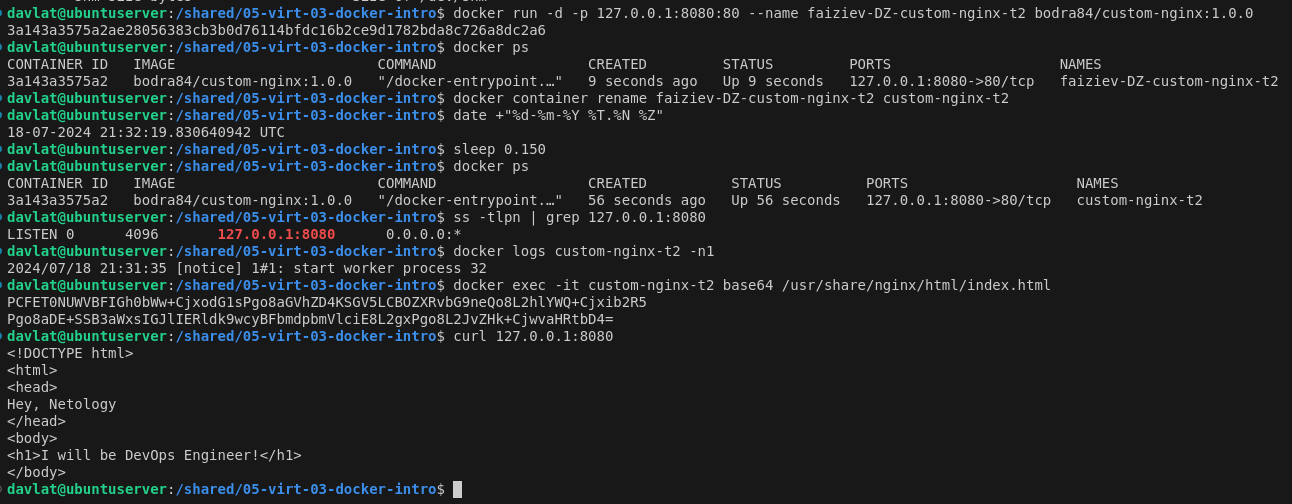 davlat@ubuntuserver:/shared/05-virt-03-docker-intro$ docker run -d -p 127.0.0.1:8080:80 --name faiziev-DZ-custom-nginx-t2 bodra84/custom-nginx:1.0.0
3a143a3575a2ae28056383cb3b0d76114bfdc16b2ce9d1782bda8c726a8dc2a6
davlat@ubuntuserver:/shared/05-virt-03-docker-intro$ docker ps
CONTAINER ID   IMAGE                        COMMAND                  CREATED         STATUS         PORTS                    NAMES
3a143a3575a2   bodra84/custom-nginx:1.0.0   "/docker-entrypoint.…"   9 seconds ago   Up 9 seconds   127.0.0.1:8080->80/tcp   faiziev-DZ-custom-nginx-t2
davlat@ubuntuserver:/shared/05-virt-03-docker-intro$ docker container rename faiziev-DZ-custom-nginx-t2 custom-nginx-t2
davlat@ubuntuserver:/shared/05-virt-03-docker-intro$ date +"%d-%m-%Y %T.%N %Z"
18-07-2024 21:32:19.830640942 UTC
davlat@ubuntuserver:/shared/05-virt-03-docker-intro$ sleep 0.150
davlat@ubuntuserver:/shared/05-virt-03-docker-intro$ docker ps
CONTAINER ID   IMAGE                        COMMAND                  CREATED          STATUS          PORTS                    NAMES
3a143a3575a2   bodra84/custom-nginx:1.0.0   "/docker-entrypoint.…"   56 seconds ago   Up 56 seconds   127.0.0.1:8080->80/tcp   custom-nginx-t2
davlat@ubuntuserver:/shared/05-virt-03-docker-intro$ ss -tlpn | grep 127.0.0.1:8080
LISTEN 0      4096       127.0.0.1:8080      0.0.0.0:*
davlat@ubuntuserver:/shared/05-virt-03-docker-intro$ docker logs custom-nginx-t2 -n1
2024/07/18 21:31:35 [notice] 1#1: start worker process 32
davlat@ubuntuserver:/shared/05-virt-03-docker-intro$ docker exec -it custom-nginx-t2 base64 /usr/share/nginx/html/index.html
PCFET0NUWVBFIGh0bWw+CjxodG1sPgo8aGVhZD4KSGV5LCBOZXRvbG9neQo8L2hlYWQ+Cjxib2R5
Pgo8aDE+SSB3aWxsIGJlIERldk9wcyBFbmdpbmVlciE8L2gxPgo8L2JvZHk+CjwvaHRtbD4=
davlat@ubuntuserver:/shared/05-virt-03-docker-intro$ curl 127.0.0.1:8080
<!DOCTYPE html>
<html>
<head>
Hey, Netology
</head>
<body>
<h1>I will be DevOps Engineer!</h1>
</body>
davlat@ubuntuserver:/shared/05-virt-03-docker-intro$